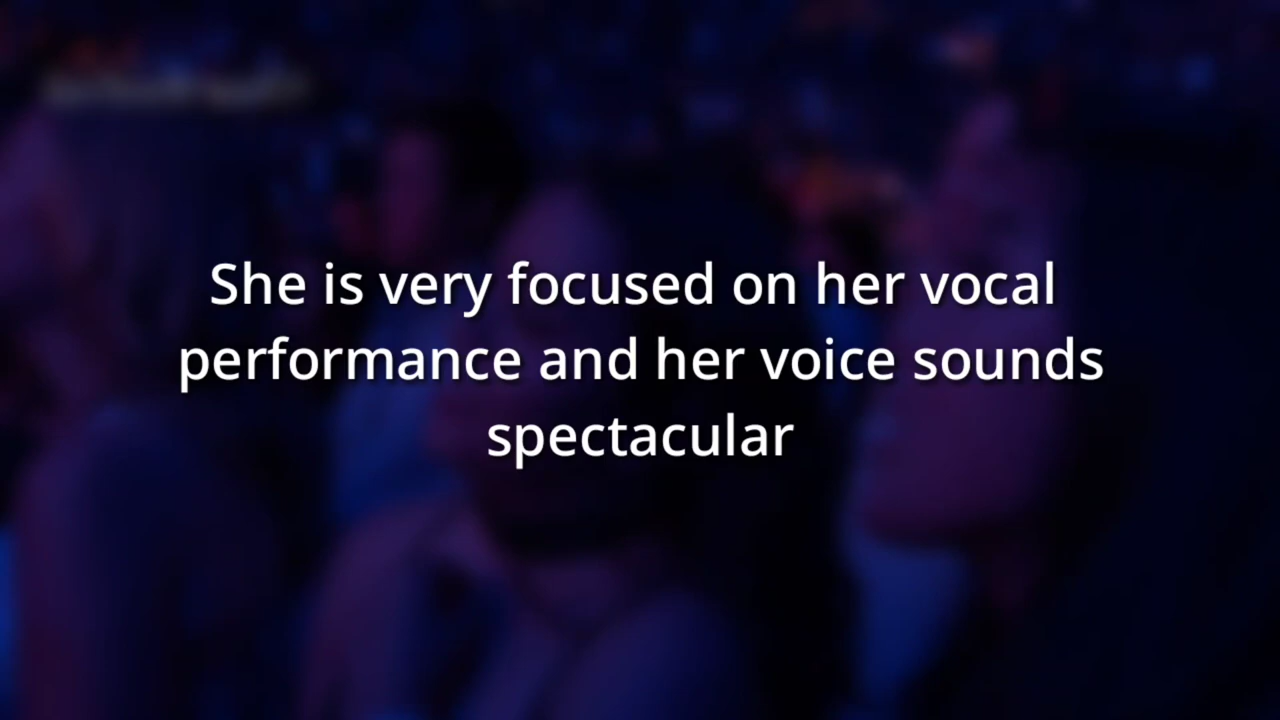 She is very focused on her vocal
performance and her voice sounds
spectacular